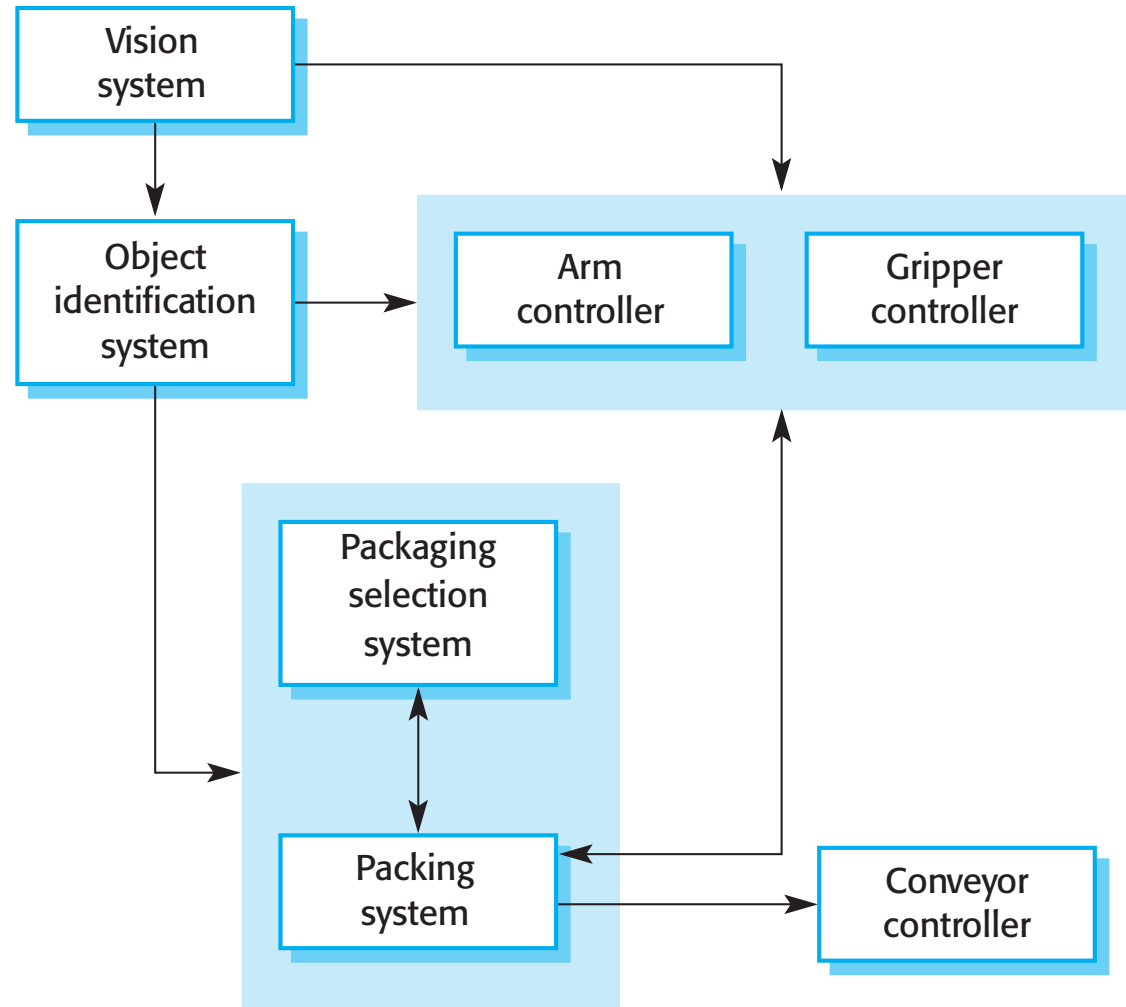 Vision
system
Object
identification
system
Arm
controller
Gripper
controller
Packaging
selection
system
Packing
system
Conveyor
controller